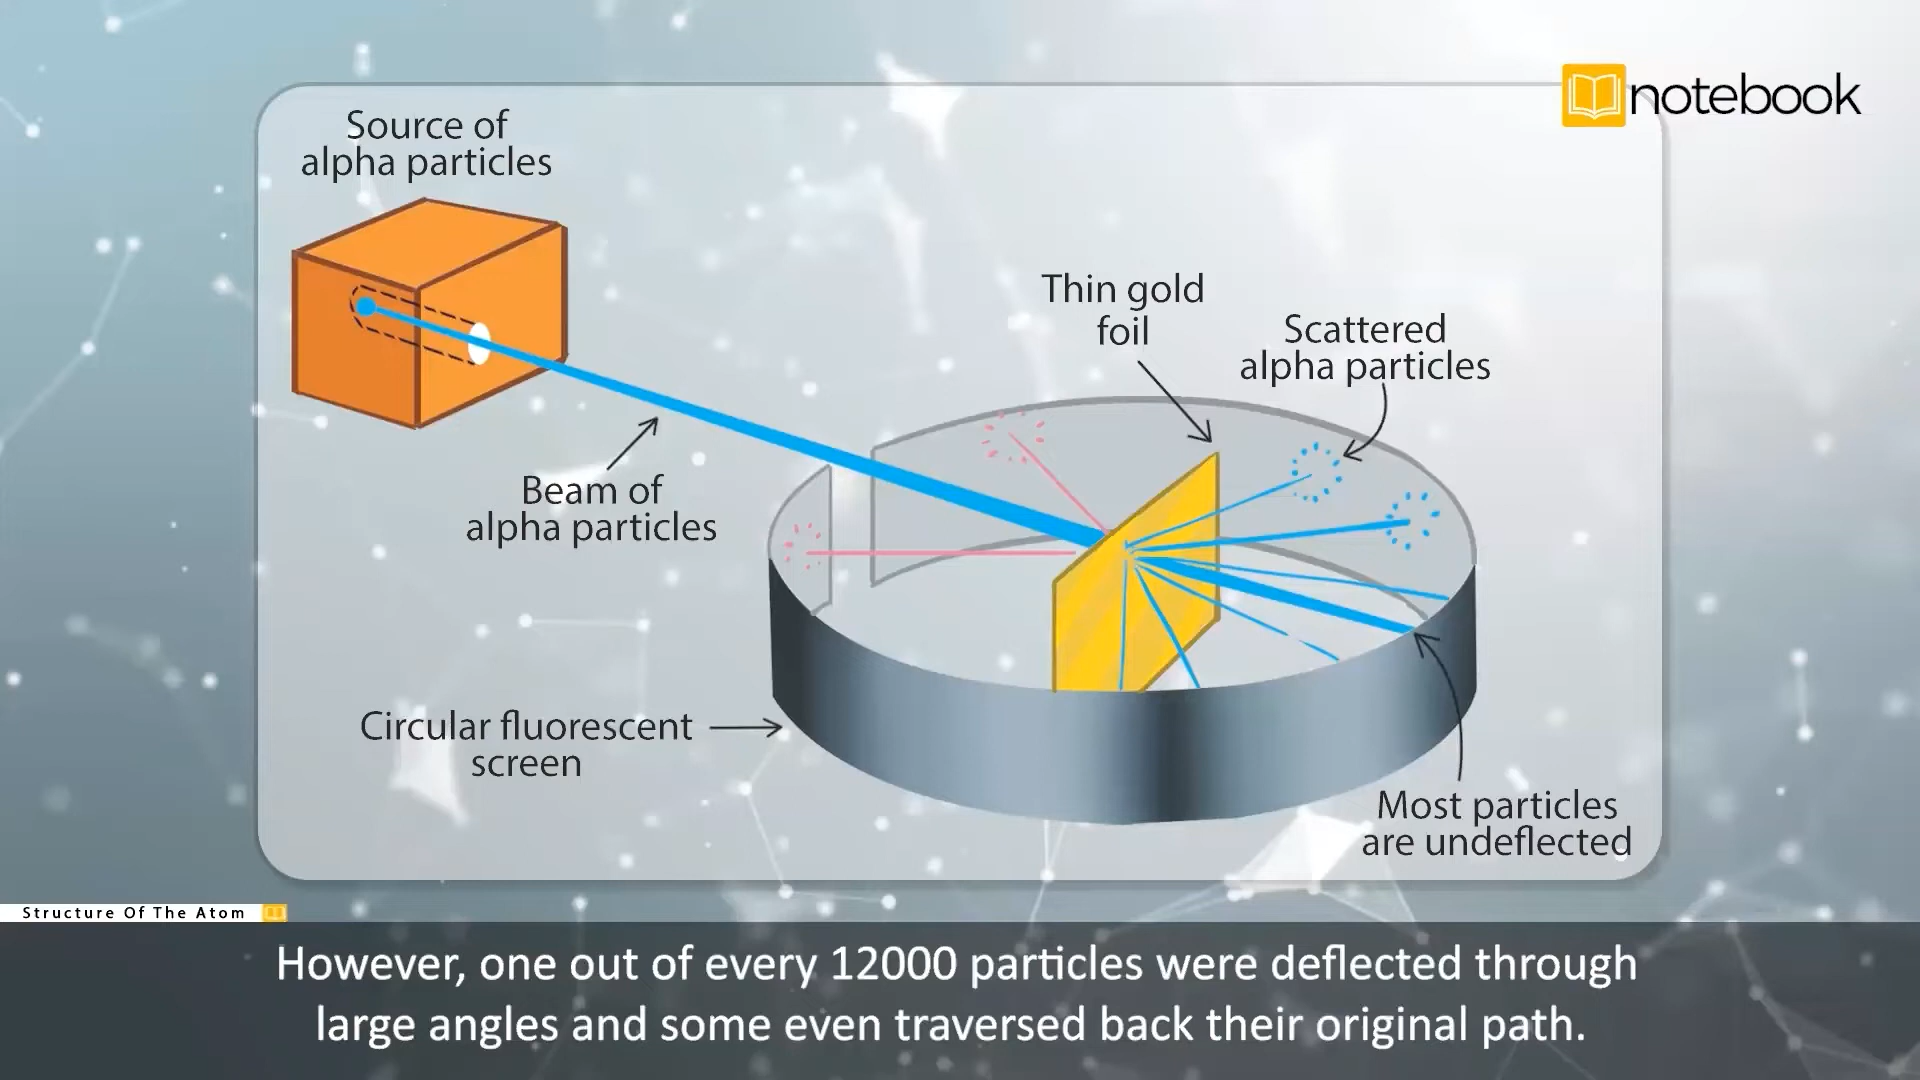 notebook
Source of
alpha particles
Thin gold
foil
Scattered
alpha particles
Beam of
alpha particles
Circular fluorescent
screen
Most particles
are undeflected
Structure Of The Atom
However, one out of every 12000 particles were deflected through
large angles and some even traversed back their original path.